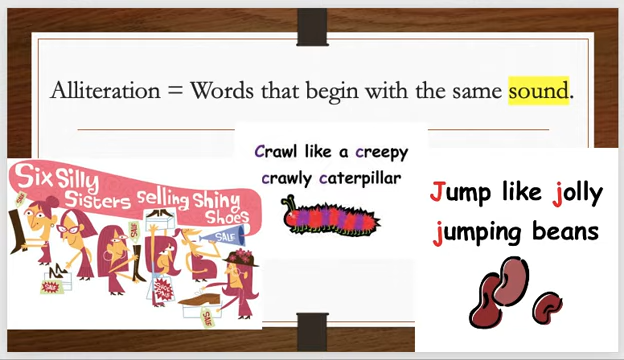 Alliteration = Words that begin with the same sound.
Six Silly
Sisters selling shiny
shoes
SALE
Crawl like a creepy
crawly caterpillar
Jump like jolly
jumping beans